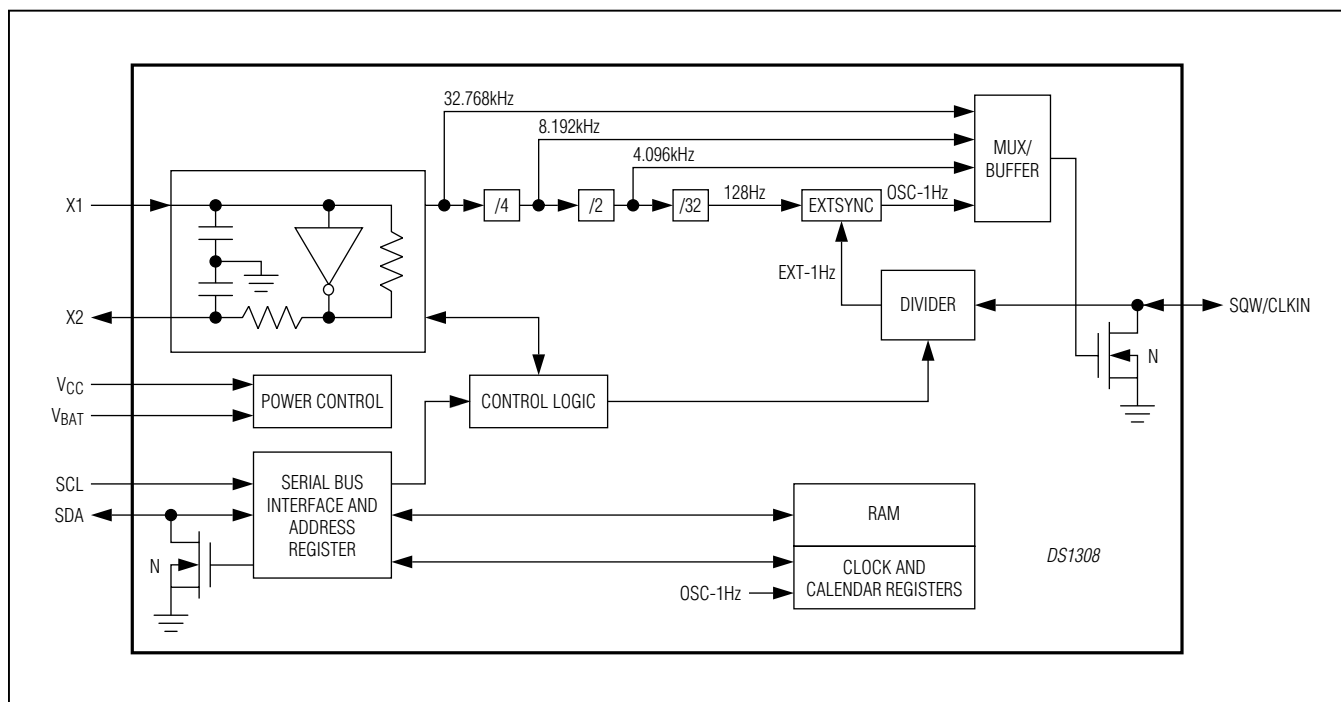 32.768kHz
8.192kHz
4.096kHz
MUX/
BUFFER
X1
/4
/2
/32
128Hz
EXTSYNC
OSC-1Hz
EXT-1Hz
DIVIDER
SQW/CLKIN
N
X2
VCC
VBAT
POWER CONTROL
CONTROL LOGIC
SCL
SDA
SERIAL BUS
INTERFACE AND
ADDRESS
REGISTER
N
RAM
CLOCK AND
CALENDAR REGISTERS
OSC-1Hz
DS1308